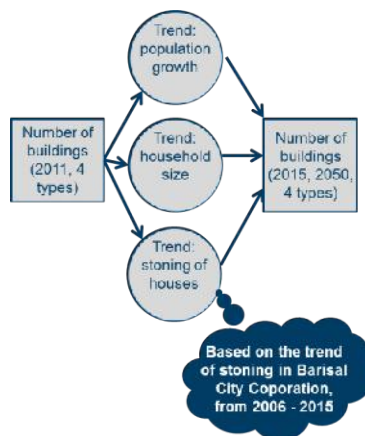 Trend:
population
growth
Number of
buildings
(2011, 4
types)
Trend:
household
size
Number of
buildings
(2015, 2050,
4 types)
Trend:
stoning of
houses
Based on the trend
of stoning in Barisal
City Coporation,
from 2006 - 2015